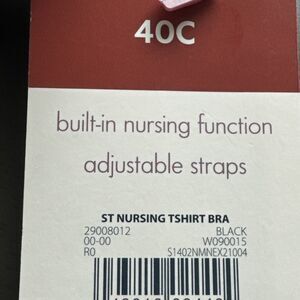 40C
built-in nursing function
adjustable straps
ST NURSING TSHIRT BRA
29008012 BLACK
00-00 W090015
R0 S1402NMNEX21004